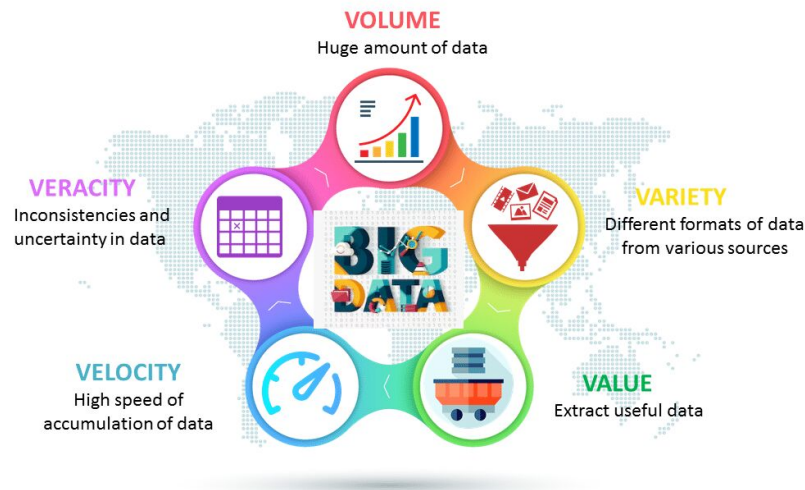 VOLUME
Huge amount of data
VERACITY
Inconsistencies and
uncertainty in data
VARIETY
Different formats of data
from various sources
BIG
DATA
VELOCITY
High speed of
accumulation of data
VALUE
Extract useful data